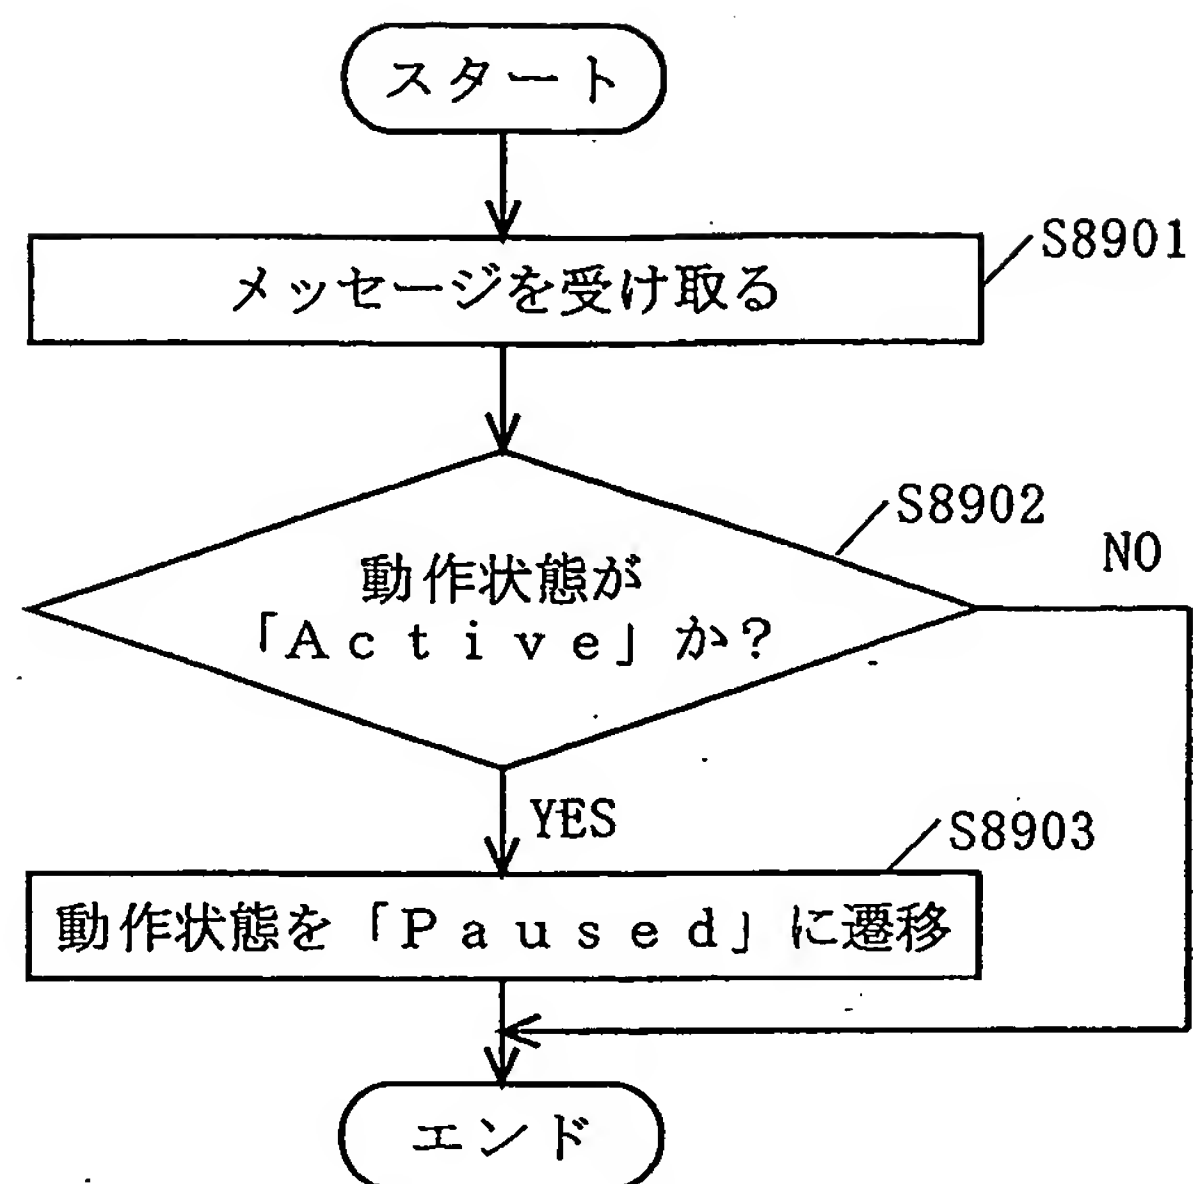 スタート
S8901
メッセージを受け取る
S8902
NO
動作状態が
「Active」か?
YES
S8903
動作状態を「Paused」に遷移
エンド